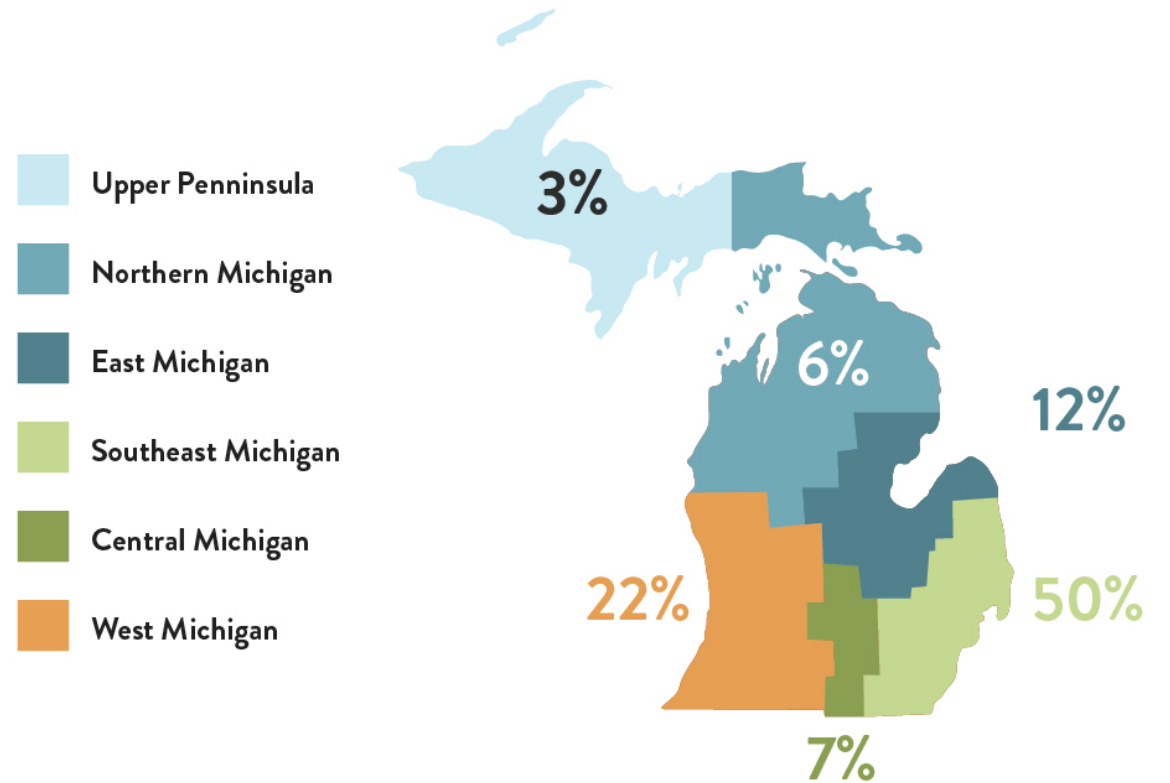 Upper Penninsula
Northern Michigan
East Michigan
Southeast Michigan
Central Michigan
West Michigan
3%
6%
12%
22%
50%
7%